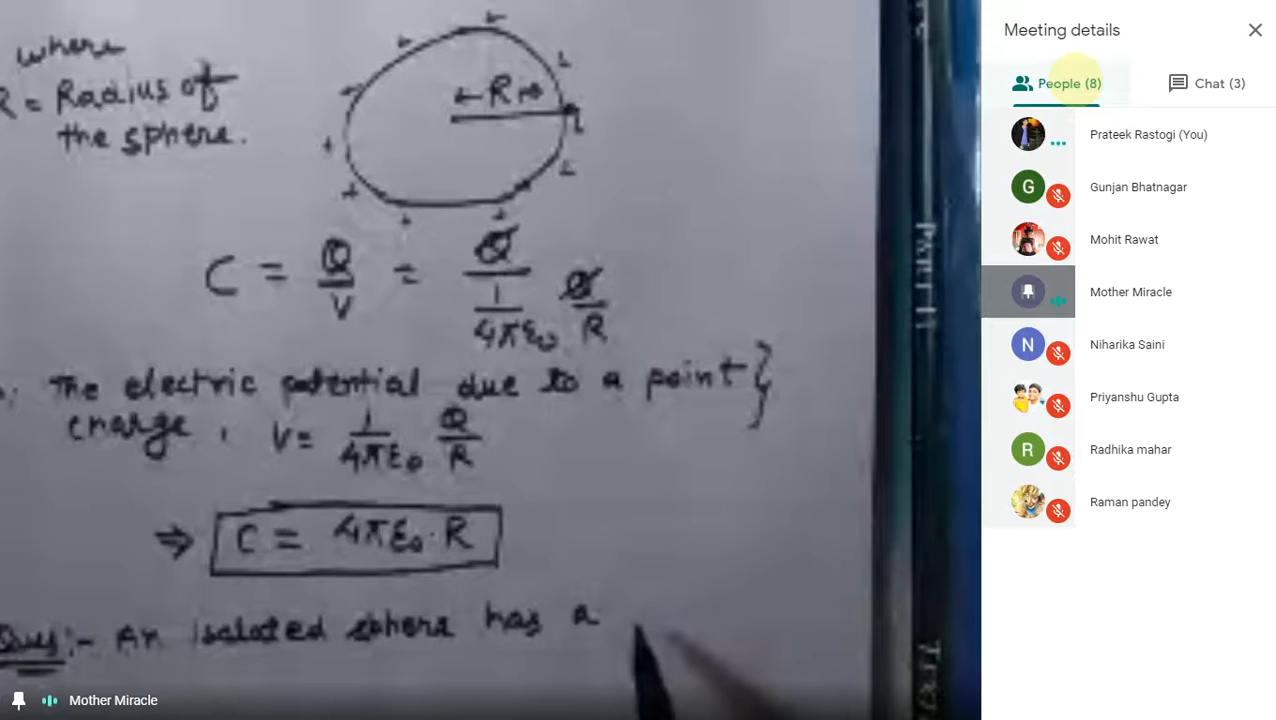 where
R = Radius of
the sphere.
R
C = Q/V = Q / (1/4πε₀ Q/R)
The electric potential due to a point }
charge, V = 1/4πε₀ Q/R
⇒ C = 4πε₀·R
Ques:- An isolated sphere has a
Mother Miracle
Meeting details
People (8)
Chat (3)
Prateek Rastogi (You)
G Gunjan Bhatnagar
Mohit Rawat
Mother Miracle
N Niharika Saini
Priyanshu Gupta
R Radhika mahar
Raman pandey